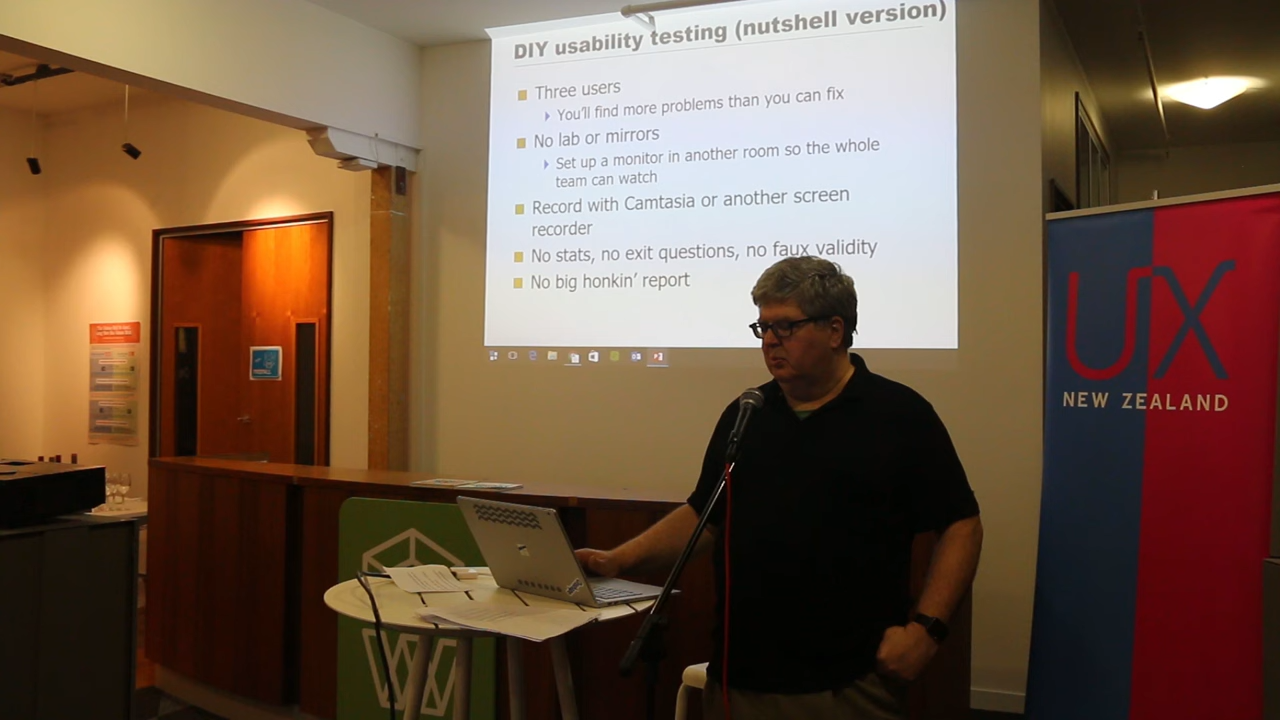 DIY usability testing (nutshell version)
Three users
You'll find more problems than you can fix
No lab or mirrors
Set up a monitor in another room so the whole
team can watch
Record with Camtasia or another screen
recorder
No stats, no exit questions, no faux validity
No big honkin' report
UX
NEW ZEALAND
W